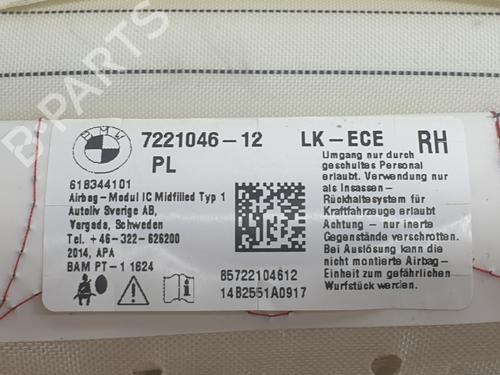 B-PARTS
BMW
7221046-12 LK-ECE RH
PL
618344101
Airbag-Modul IC Midfilled Typ 1
Autoliv Sverige AB,
Vargada, Schweden
Tel. +46-322-626200
2014, APA
BAM PT-1 1624
Umgang nur durch
geschultes Personal
erlaubt. Verwendung nur
als Insassen-
Rückhaltesystem für
Kraftfahrzeuge erlaubt
Achtung - nur einen
Gegenstände verschrotten.
Bei Auslösung kann die
nicht montierte Airbag-
Einheit zum gefährlichen
Wurfstück werden.
85722104612
14B2551A0917